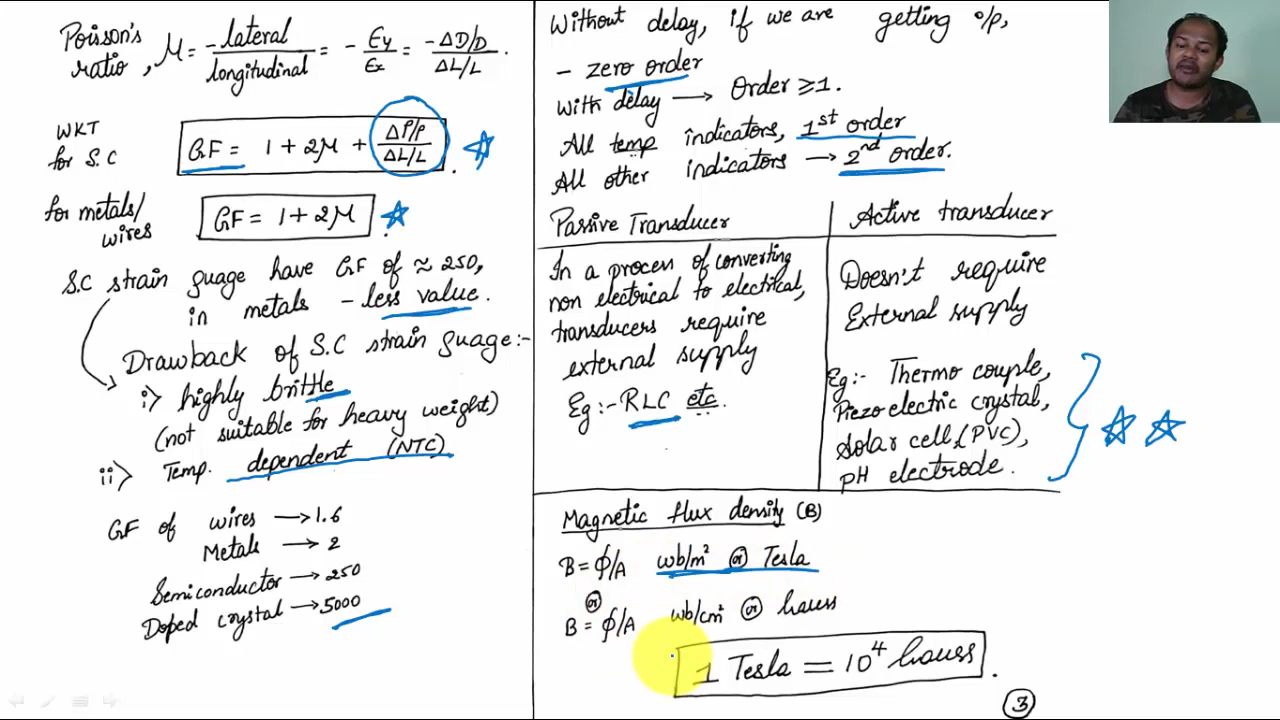 Poisson's ratio, μ = -lateral/longitudinal = - Ey/Ex = -ΔD/D / ΔL/L .
WKT
for S.C
GF = 1 + 2μ + ΔP/P / ΔL/L .
for metals/
wires
GF = 1 + 2μ .
S.C strain guage have GF of ≈ 250,
in metals - less value .
Drawback of S.C strain guage :-
i> highly brittle
(not suitable for heavy weight)
ii> Temp. dependent (NTC)
GF of wires → 1.6
Metals → 2
Semiconductor → 250
Doped crystal → 5000
Without delay, if we are getting o/p,
- zero order
With delay → Order ≥ 1.
All temp indicators, 1st order
All other indicators → 2nd order.
Passive Transducer
In a process of converting
non electrical to electrical,
transducers require
external supply
Eg :- RLC etc
Active transducer
Doesn't require
External supply
Eg :- Thermo couple,
Piezo electric crystal,
Solar cell, (PVC),
pH electrode .
Magnetic flux density (B)
B = ϕ/A wb/m² or Tesla
or
B = ϕ/A wb/cm² or hauss
1 Tesla = 10⁴ hauss .
3